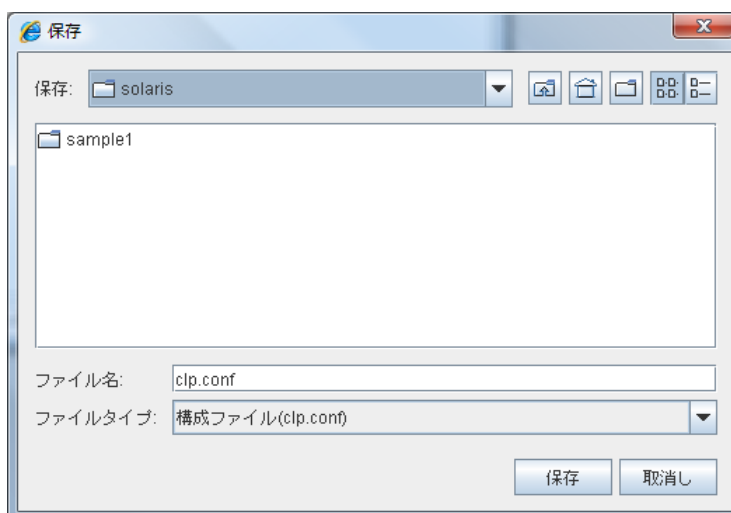 保存
保存: solaris
sample1
ファイル名: clp.conf
ファイルタイプ: 構成ファイル(clp.conf)
保存 取消し